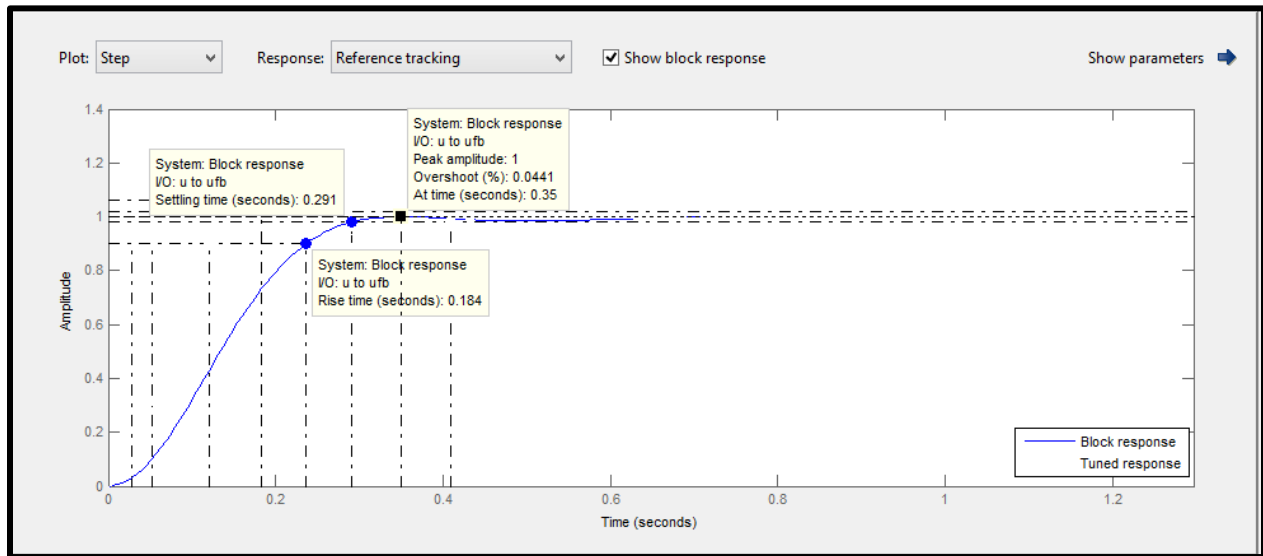 Plot: Step Response: Reference tracking Show block response Show parameters
System: Block response
I/O: u to ufb
Peak amplitude: 1
Overshoot (%): 0.0441
At time (seconds): 0.35
System: Block response
I/O: u to ufb
Settling time (seconds): 0.291
System: Block response
I/O: u to ufb
Rise time (seconds): 0.184
1.4
1.2
1
0.8
0.6
0.4
0.2
0
Amplitude
0 0.2 0.4 0.6 0.8 1 1.2
Time (seconds)
Block response
Tuned response